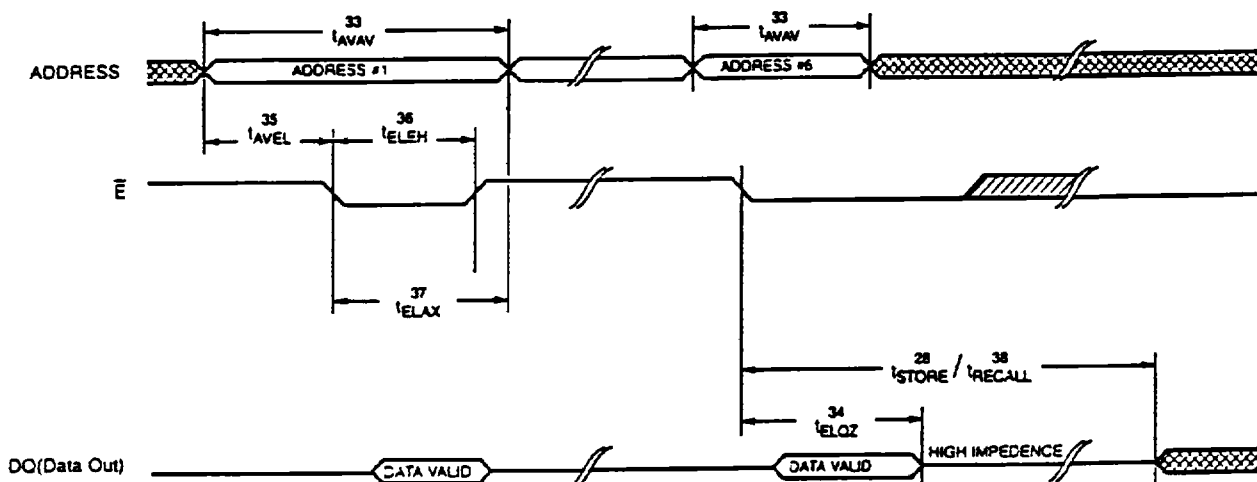 33
tAVAV
33
tAVAV
ADDRESS
ADDRESS #1
ADDRESS #6
35
tAVEL
36
tELEH
E
37
tELAX
28
tSTORE / 38
tRECALL
34
tELQZ
DQ(Data Out)
DATA VALID
DATA VALID
HIGH IMPEDENCE